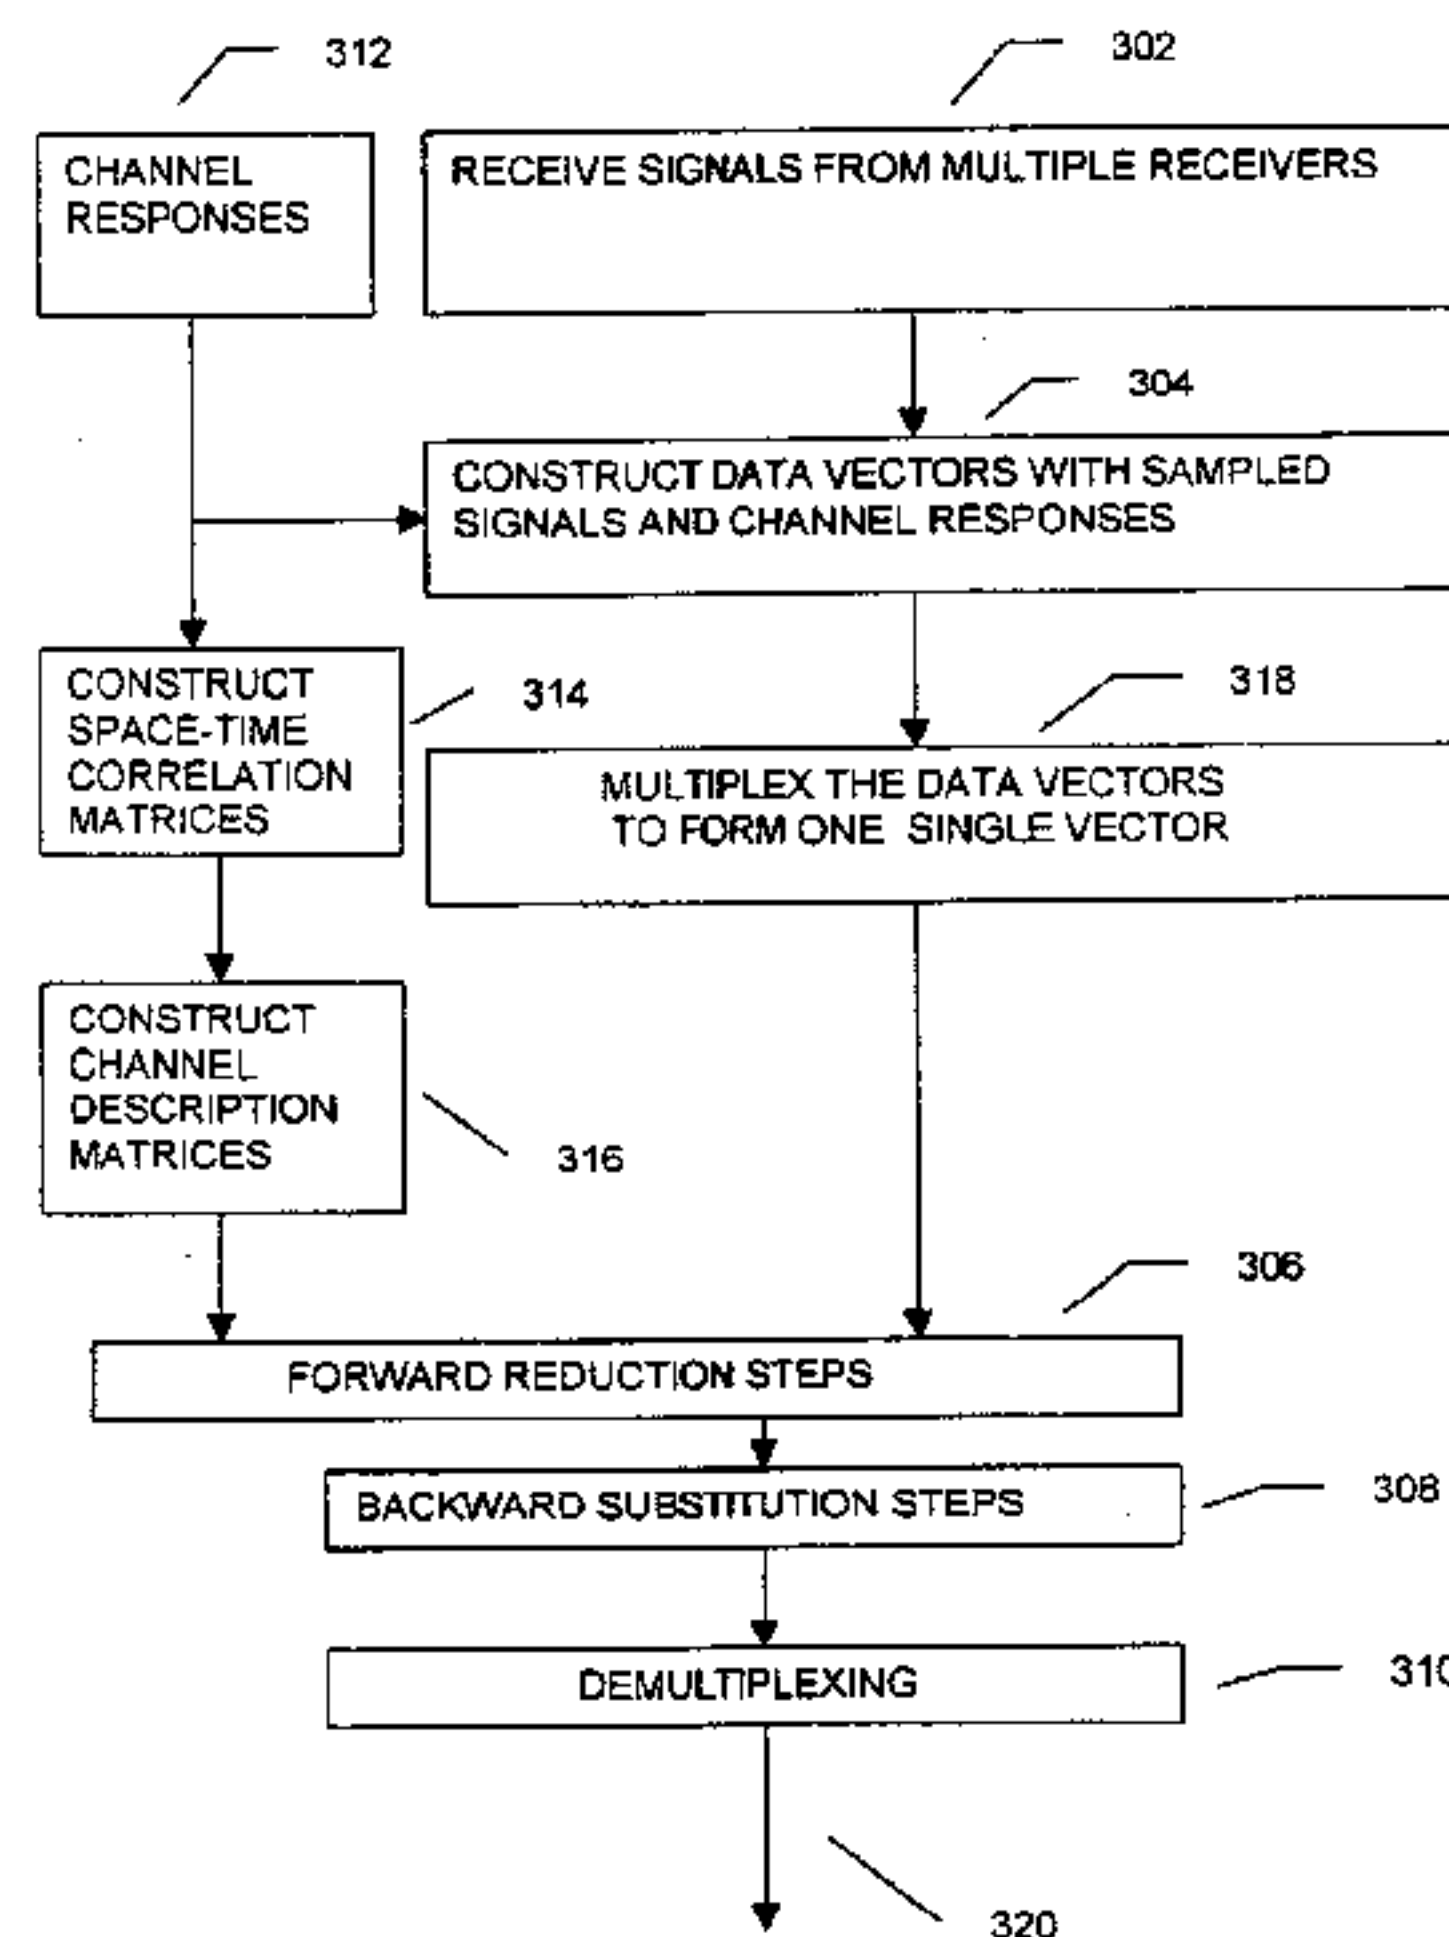 312
302
CHANNEL
RESPONSES
RECEIVE SIGNALS FROM MULTIPLE RECEIVERS
304
CONSTRUCT DATA VECTORS WITH SAMPLED
SIGNALS AND CHANNEL RESPONSES
CONSTRUCT
SPACE-TIME
CORRELATION
MATRICES
314
318
MULTIPLEX THE DATA VECTORS
TO FORM ONE SINGLE VECTOR
CONSTRUCT
CHANNEL
DESCRIPTION
MATRICES
316
306
FORWARD REDUCTION STEPS
BACKWARD SUBSTITUTION STEPS
308
DEMULTIPLEXING
310
320